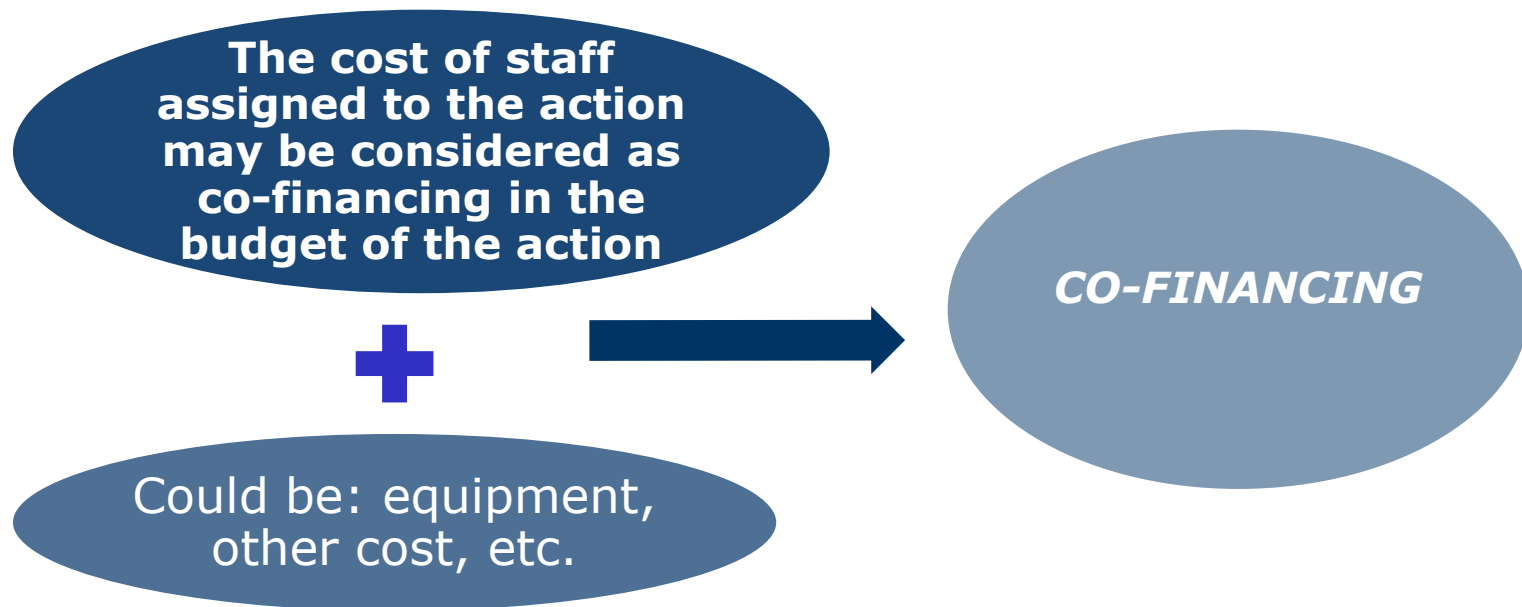 The cost of staff
assigned to the action
may be considered as
co-financing in the
budget of the action
CO-FINANCING
Could be: equipment,
other cost, etc.